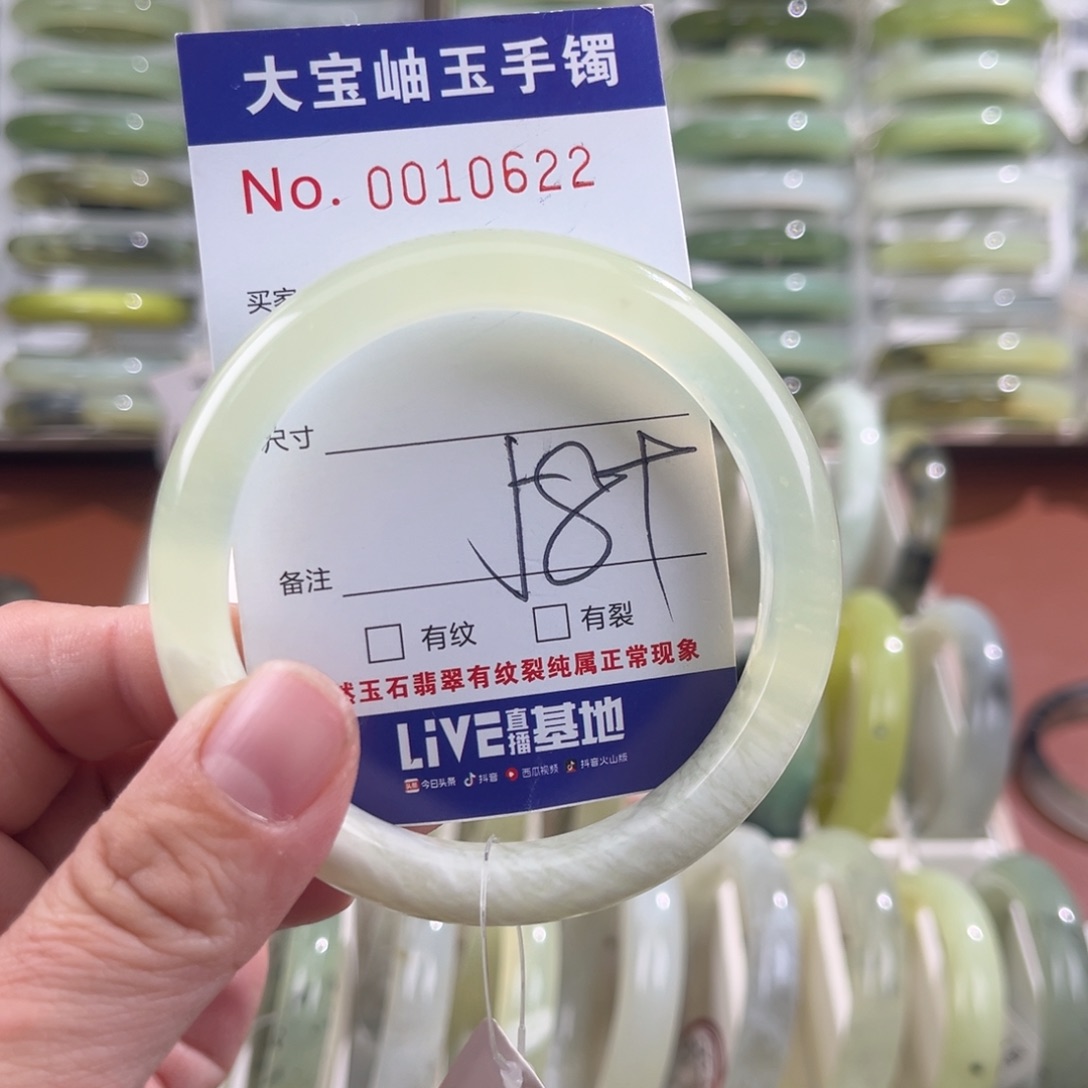 大宝岫玉手镯
No. 0010622
买家
尺寸
备注
有纹 有裂
然玉石翡翠有纹裂纯属正常现象
LiVE直播基地
今日头条 抖音 西瓜视频 抖音火山版